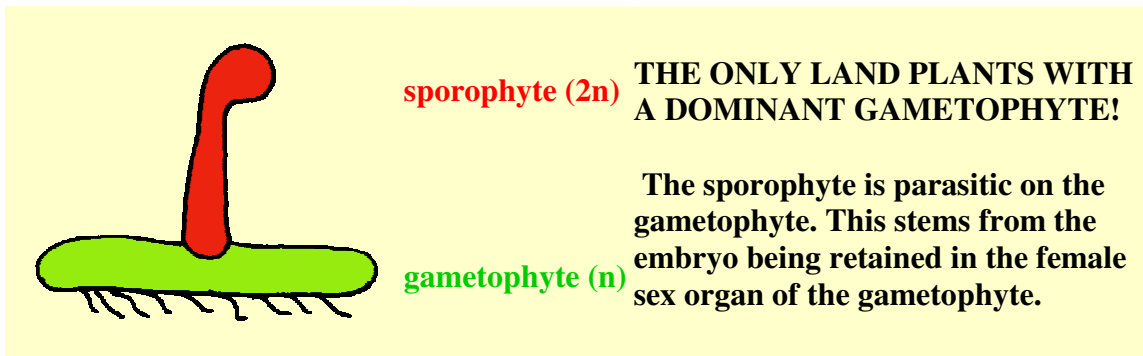 sporophyte (2n)
gametophyte (n)
THE ONLY LAND PLANTS WITH
A DOMINANT GAMETOPHYTE!
The sporophyte is parasitic on the
gametophyte. This stems from the
embryo being retained in the female
sex organ of the gametophyte.